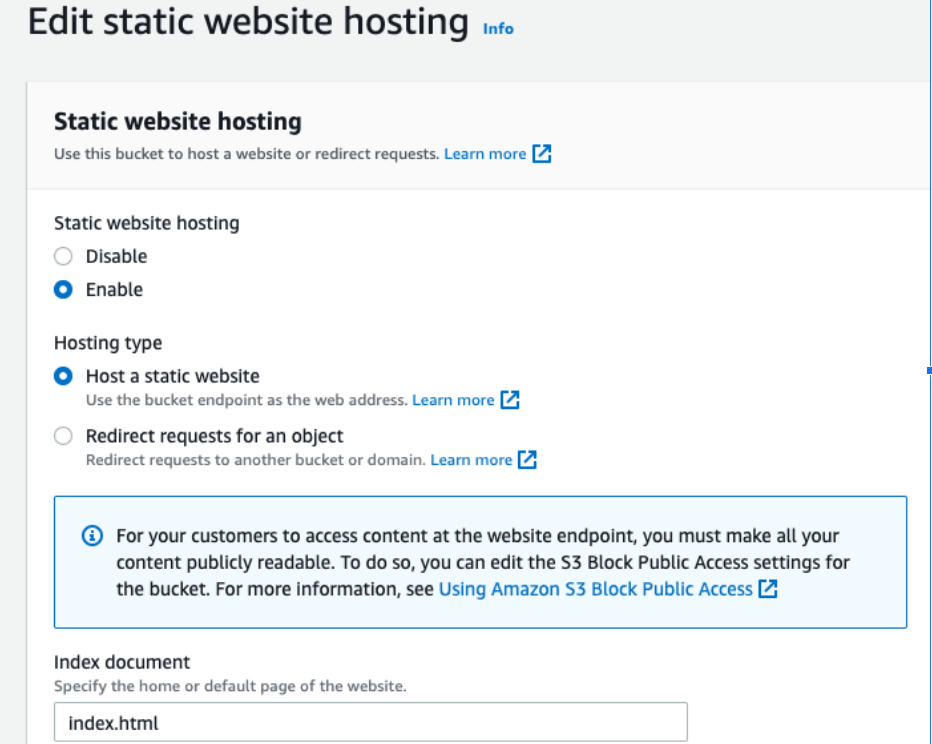 Edit static website hosting Info
Static website hosting
Use this bucket to host a website or redirect requests. Learn more
Static website hosting
Disable
Enable
Hosting type
Host a static website
Use the bucket endpoint as the web address. Learn more
Redirect requests for an object
Redirect requests to another bucket or domain. Learn more
For your customers to access content at the website endpoint, you must make all your
content publicly readable. To do so, you can edit the S3 Block Public Access settings for
the bucket. For more information, see Using Amazon S3 Block Public Access
Index document
Specify the home or default page of the website.
index.html